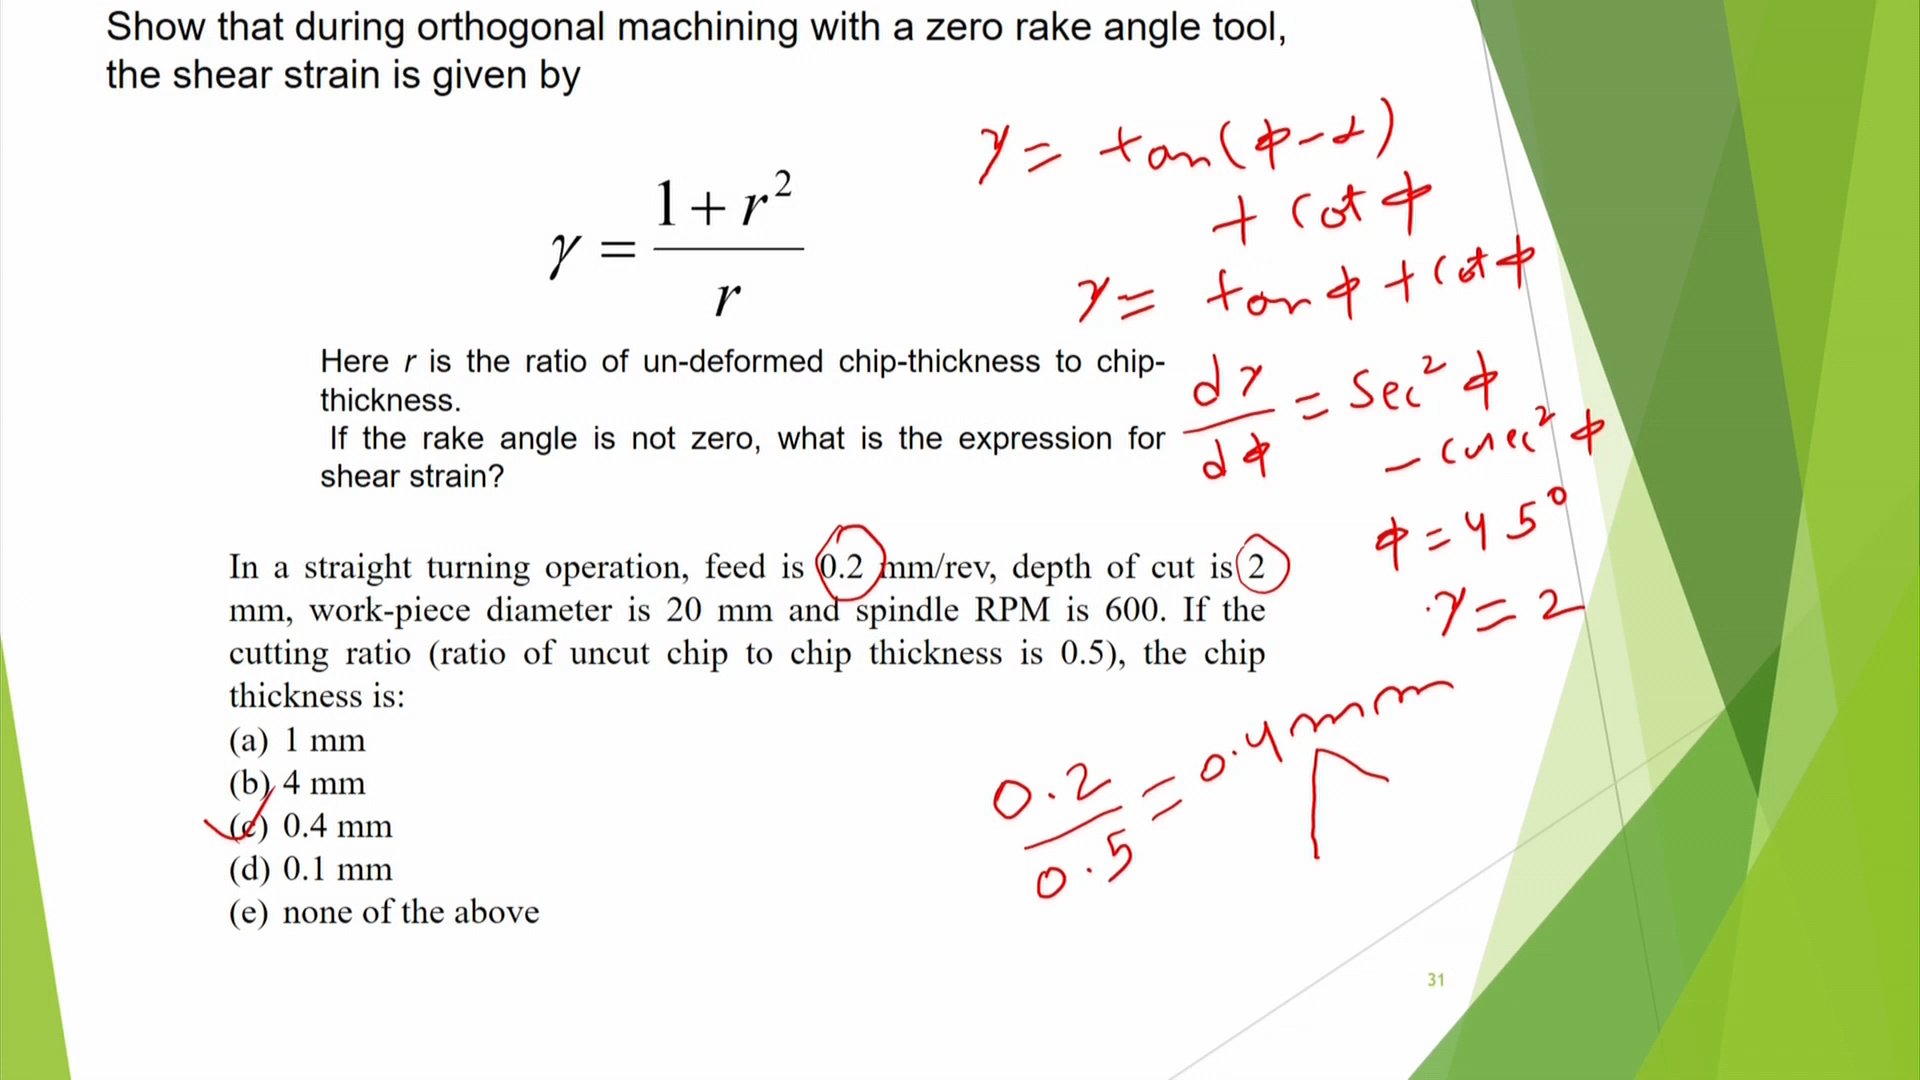 Show that during orthogonal machining with a zero rake angle tool,
the shear strain is given by
γ = (1 + r²) / r
Here r is the ratio of un-deformed chip-thickness to chip-
thickness.
If the rake angle is not zero, what is the expression for
shear strain?
γ = tan(ϕ-α)
+ cot ϕ
γ = tan ϕ + cot ϕ
dγ/dϕ = sec² ϕ
- cosec² ϕ
ϕ = 45°
γ = 2
In a straight turning operation, feed is 0.2 mm/rev, depth of cut is 2
mm, work-piece diameter is 20 mm and spindle RPM is 600. If the
cutting ratio (ratio of uncut chip to chip thickness is 0.5), the chip
thickness is:
(a) 1 mm
(b) 4 mm
(c) 0.4 mm
(d) 0.1 mm
(e) none of the above
0.2/0.5 = 0.4 mm
31